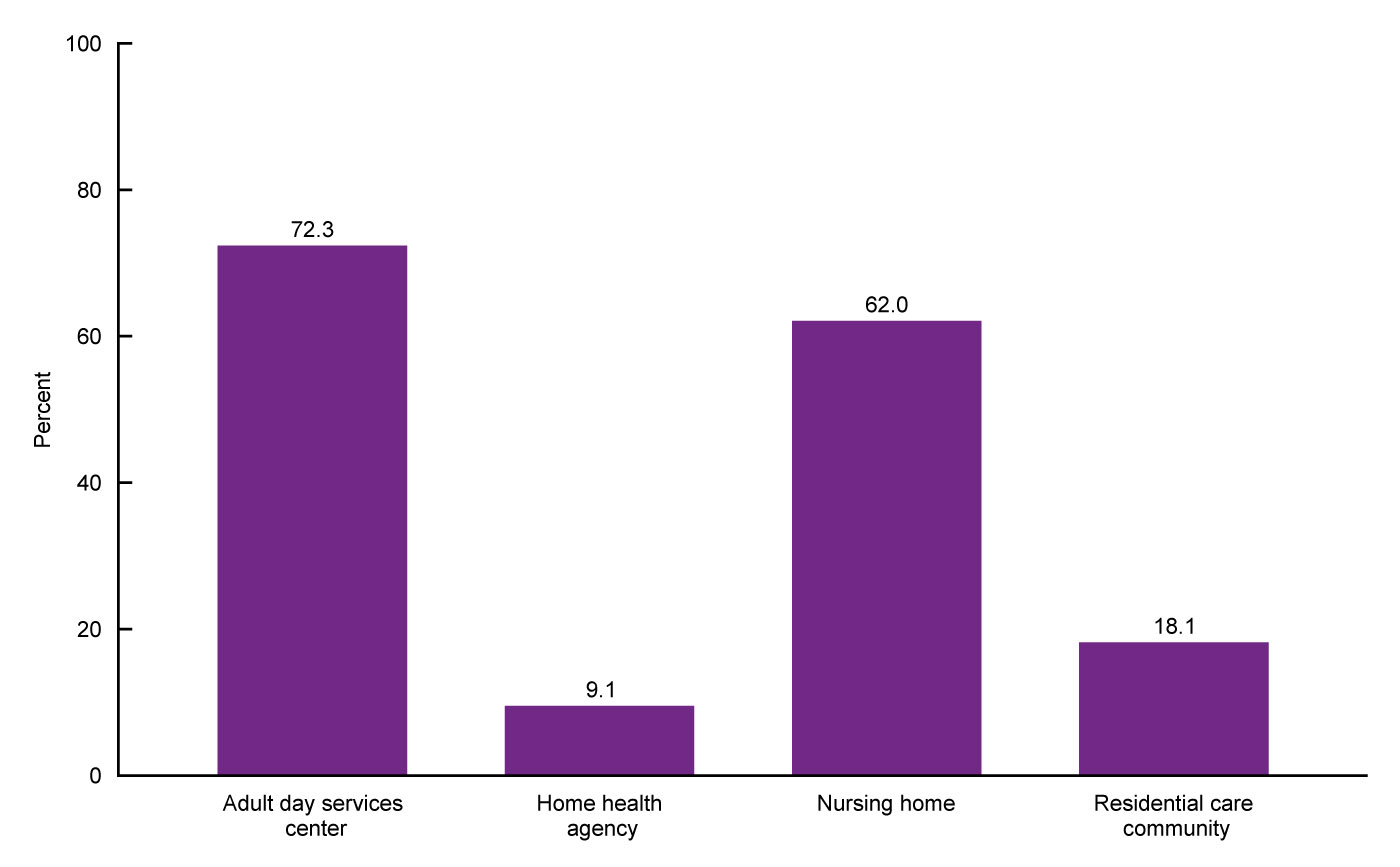 100
80
60
40
20
0
Percent
72.3
9.1
62.0
18.1
Adult day services
center
Home health
agency
Nursing home
Residential care
community